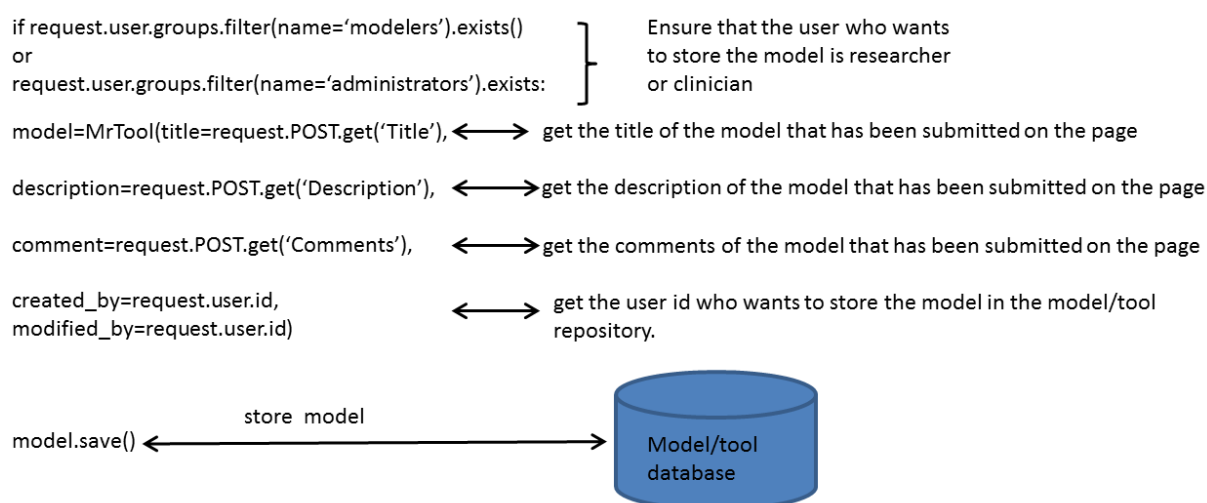 if request.user.groups.filter(name=‘modelers’).exists()
or
request.user.groups.filter(name=‘administrators’).exists:
Ensure that the user who wants
to store the model is researcher
or clinician
model=MrTool(title=request.POST.get(‘Title’),
get the title of the model that has been submitted on the page
description=request.POST.get(‘Description’),
get the description of the model that has been submitted on the page
comment=request.POST.get(‘Comments’),
get the comments of the model that has been submitted on the page
created_by=request.user.id,
modified_by=request.user.id)
get the user id who wants to store the model in the model/tool
repository.
store model
model.save()
Model/tool
database